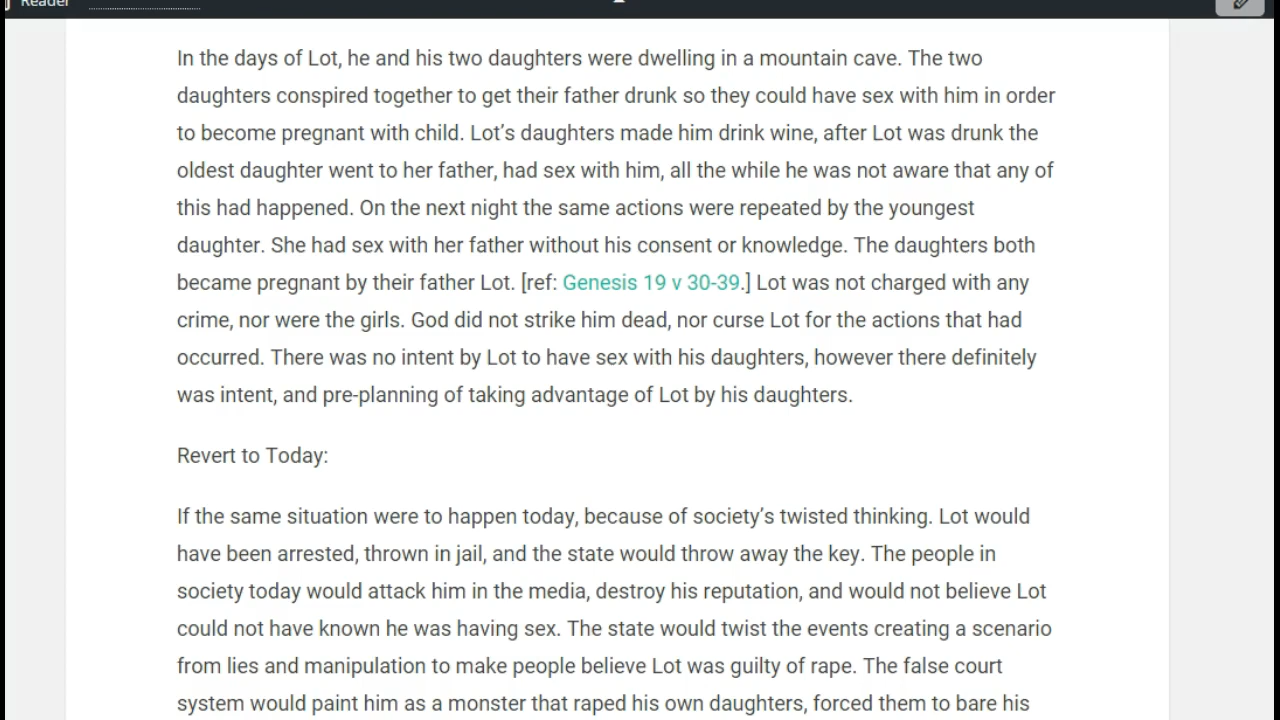 Reader
In the days of Lot, he and his two daughters were dwelling in a mountain cave. The two
daughters conspired together to get their father drunk so they could have sex with him in order
to become pregnant with child. Lot’s daughters made him drink wine, after Lot was drunk the
oldest daughter went to her father, had sex with him, all the while he was not aware that any of
this had happened. On the next night the same actions were repeated by the youngest
daughter. She had sex with her father without his consent or knowledge. The daughters both
became pregnant by their father Lot. [ref: Genesis 19 v 30-39.] Lot was not charged with any
crime, nor were the girls. God did not strike him dead, nor curse Lot for the actions that had
occurred. There was no intent by Lot to have sex with his daughters, however there definitely
was intent, and pre-planning of taking advantage of Lot by his daughters.
Revert to Today:
If the same situation were to happen today, because of society’s twisted thinking. Lot would
have been arrested, thrown in jail, and the state would throw away the key. The people in
society today would attack him in the media, destroy his reputation, and would not believe Lot
could not have known he was having sex. The state would twist the events creating a scenario
from lies and manipulation to make people believe Lot was guilty of rape. The false court
system would paint him as a monster that raped his own daughters, forced them to bare his